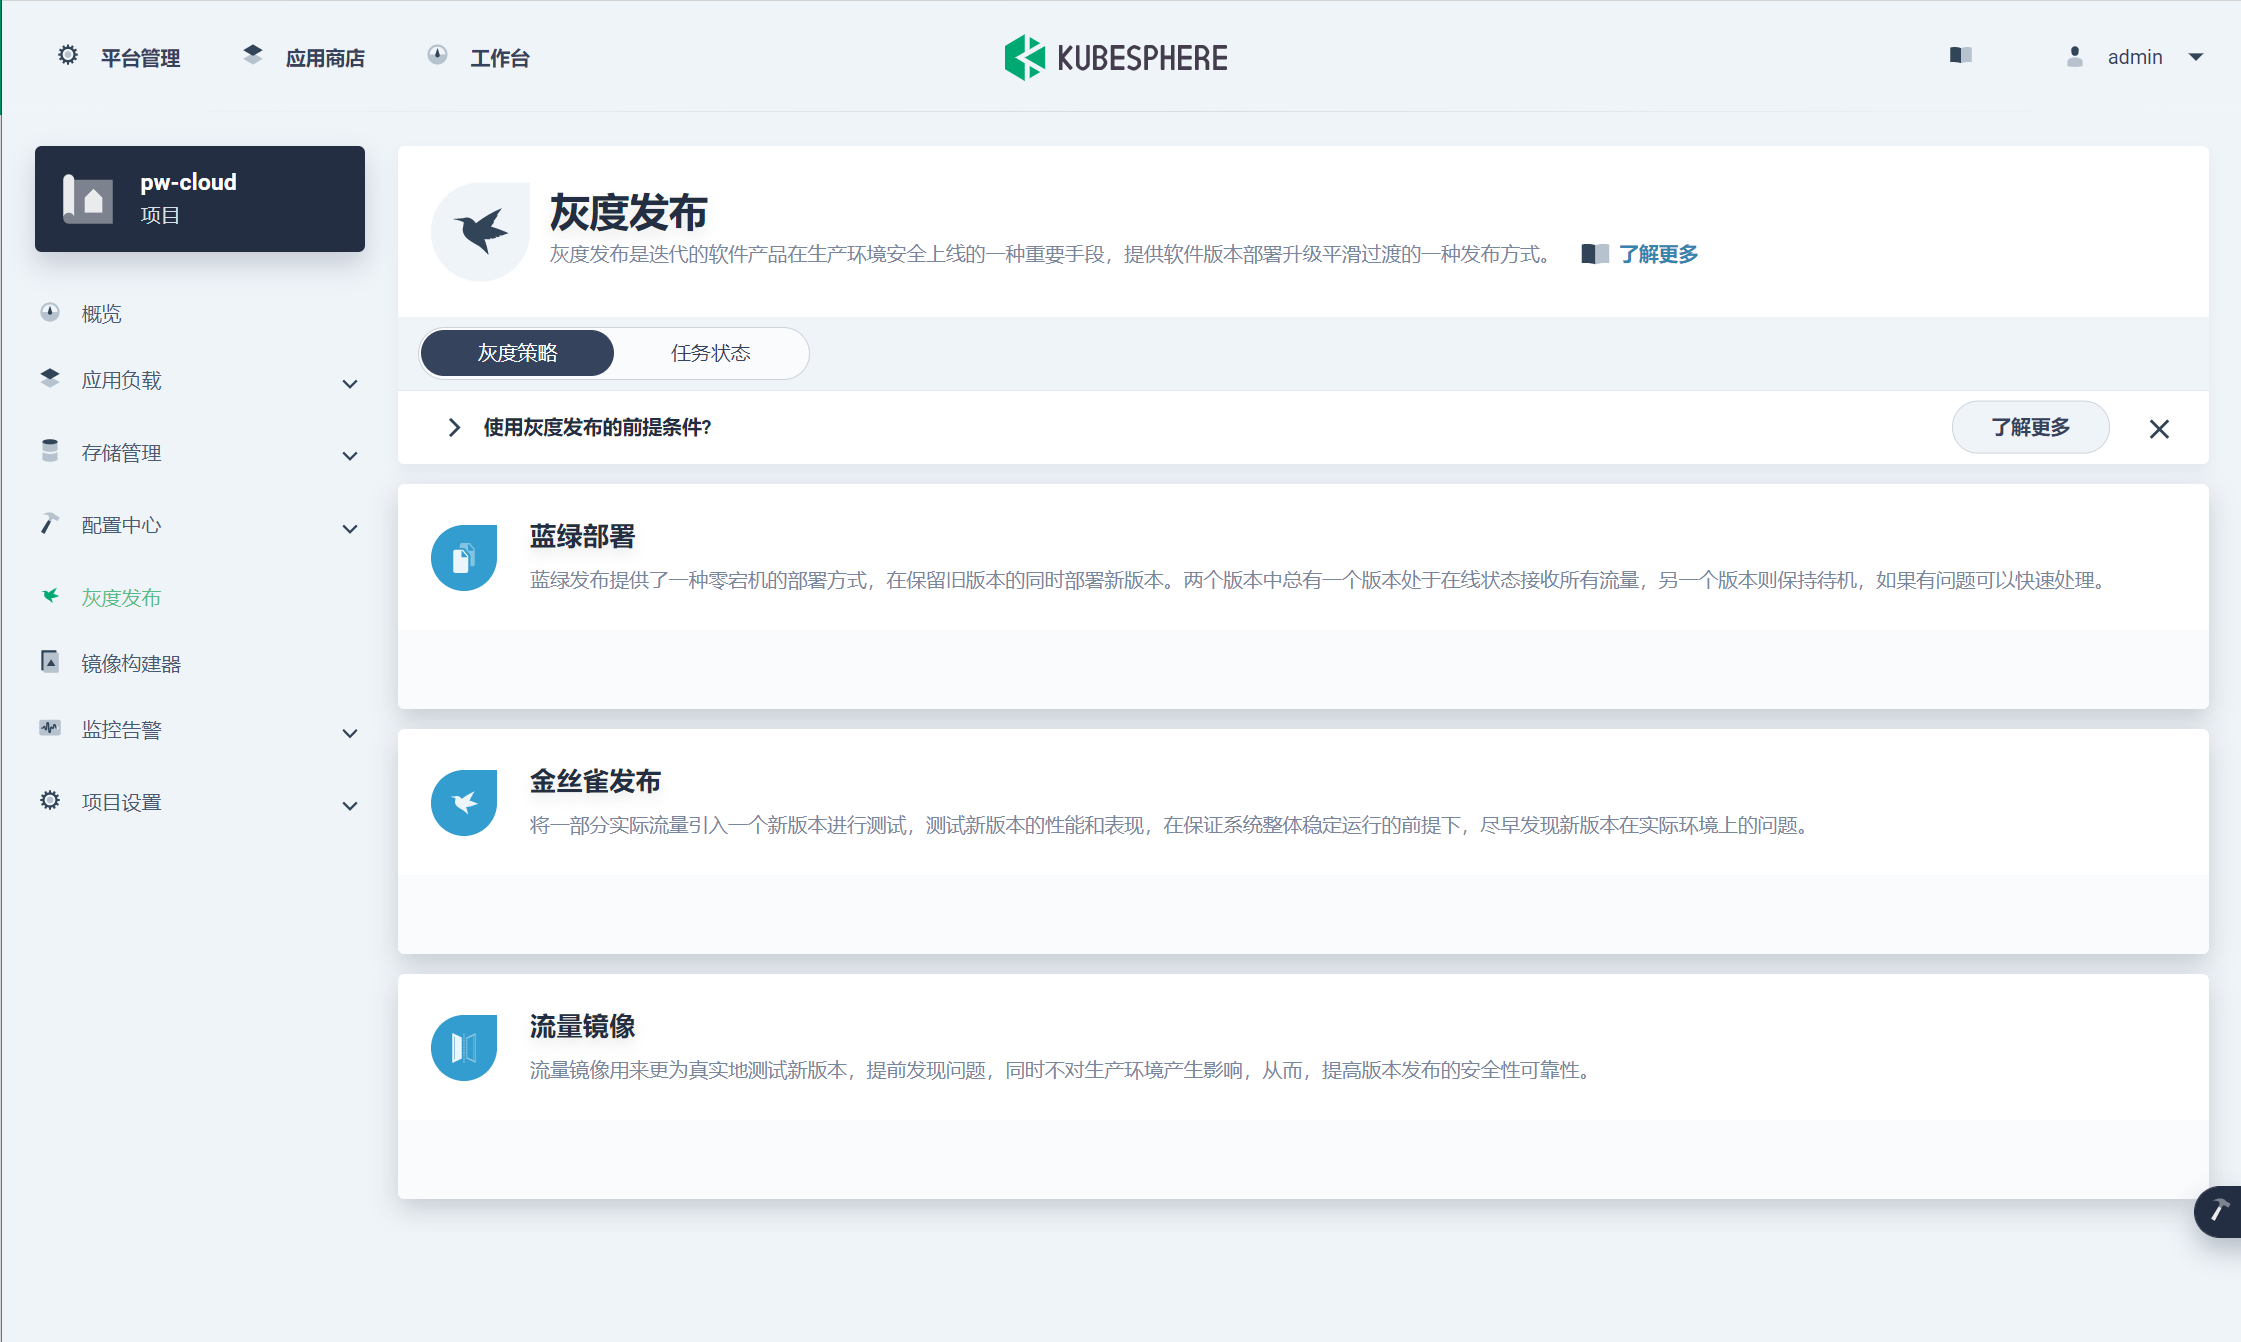 平台管理
应用商店
工作台
KUBESPHERE
admin
pw-cloud
项目
概览
应用负载
存储管理
配置中心
灰度发布
镜像构建器
监控告警
项目设置
灰度发布
灰度发布是迭代的软件产品在生产环境安全上线的一种重要手段，提供软件版本部署升级平滑过渡的一种发布方式。 了解更多
灰度策略
任务状态
使用灰度发布的前提条件?
了解更多
蓝绿部署
蓝绿发布提供了一种零宕机的部署方式，在保留旧版本的同时部署新版本。两个版本中总有一个版本处于在线状态接收所有流量，另一个版本则保持待机，如果有问题可以快速处理。
金丝雀发布
将一部分实际流量引入一个新版本进行测试，测试新版本的性能和表现，在保证系统整体稳定运行的前提下，尽早发现新版本在实际环境上的问题。
流量镜像
流量镜像用来更为真实地测试新版本，提前发现问题，同时不对生产环境产生影响，从而，提高版本发布的安全性可靠性。